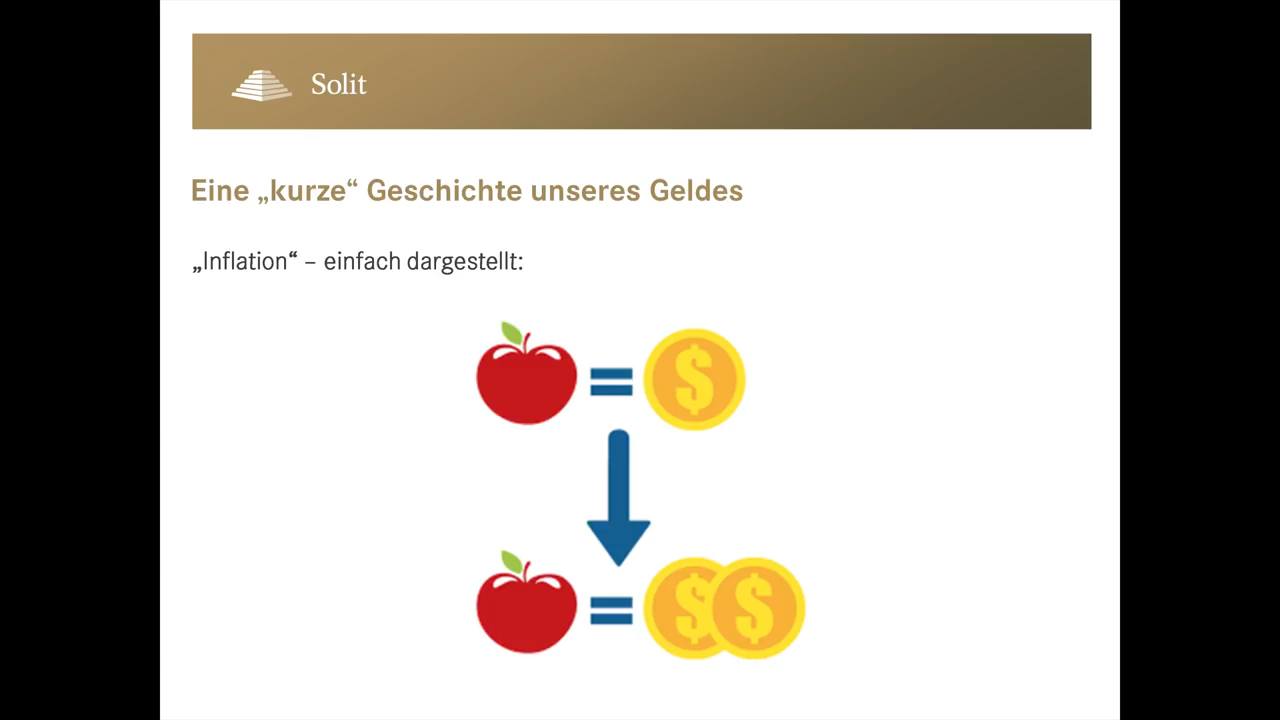 Solit
Eine „kurze“ Geschichte unseres Geldes
„Inflation“ – einfach dargestellt:
=
$
=
$ $